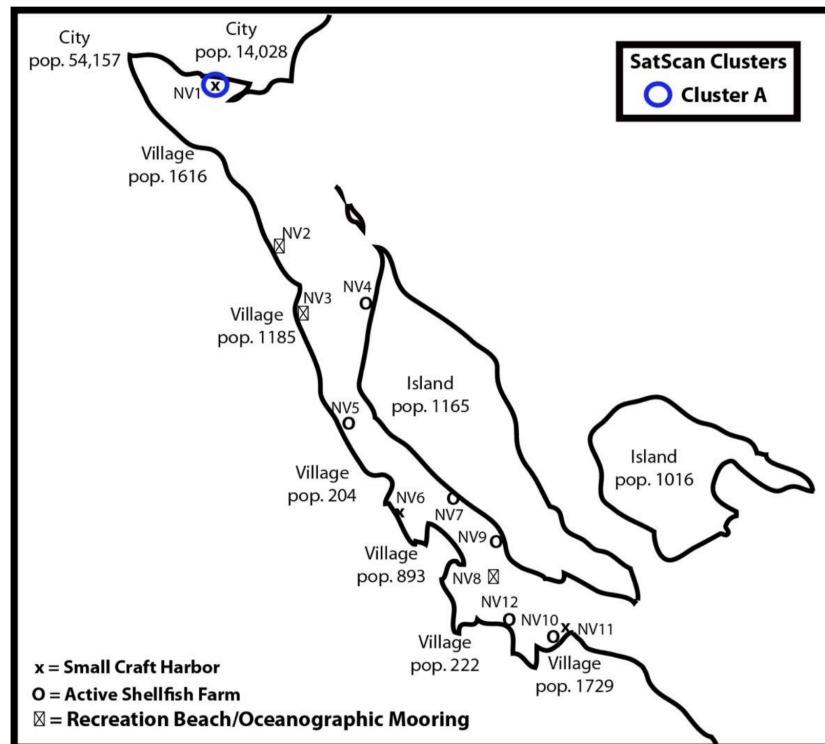 City
pop. 54,157
City
pop. 14,028
SatScan Clusters
Cluster A
NV1
Village
pop. 1616
NV2
NV3
NV4
Village
pop. 1185
Island
pop. 1165
NV5
Island
pop. 1016
Village
pop. 204
NV6
NV7
NV9
Village
pop. 893
NV8
NV12
NV10
NV11
Village
pop. 222
Village
pop. 1729
x = Small Craft Harbor
O = Active Shellfish Farm
☒ = Recreation Beach/Oceanographic Mooring